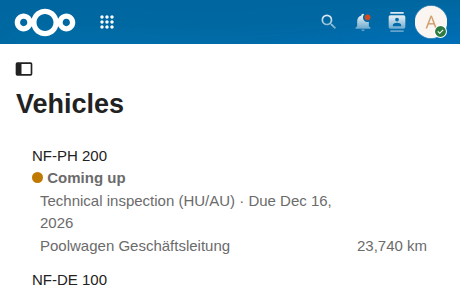 A
Vehicles
NF-PH 200
Coming up
Technical inspection (HU/AU) · Due Dec 16,
2026
Poolwagen Geschäftsleitung 23,740 km
NF-DE 100